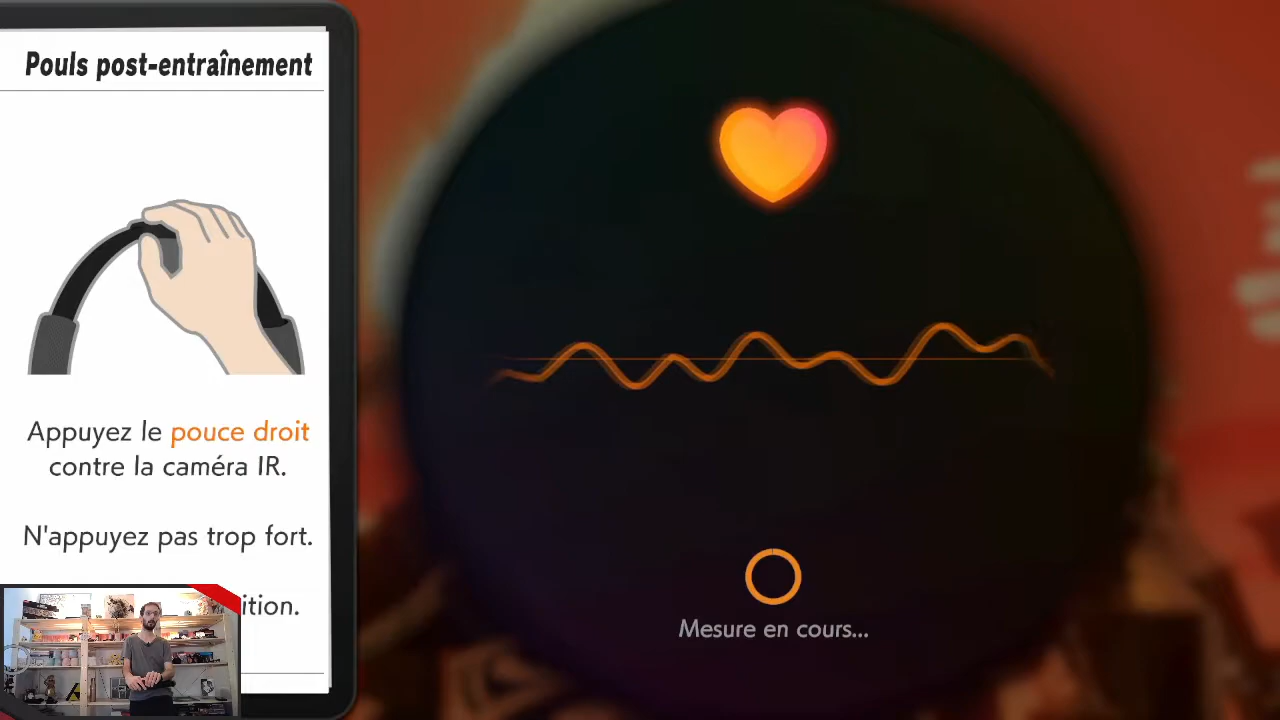 Pouls post-entraînement
Appuyez le pouce droit
contre la caméra IR.
N'appuyez pas trop fort.
ition.
Mesure en cours...